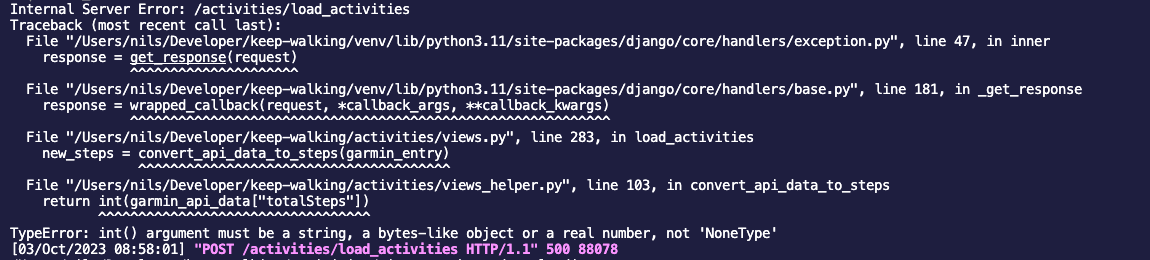 Internal Server Error: /activities/load_activities
Traceback (most recent call last):
  File "/Users/nils/Developer/keep-walking/venv/lib/python3.11/site-packages/django/core/handlers/exception.py", line 47, in inner
    response = get_response(request)
               ^^^^^^^^^^^^^^^^^^^^^
  File "/Users/nils/Developer/keep-walking/venv/lib/python3.11/site-packages/django/core/handlers/base.py", line 181, in _get_response
    response = wrapped_callback(request, *callback_args, **callback_kwargs)
               ^^^^^^^^^^^^^^^^^^^^^^^^^^^^^^^^^^^^^^^^^^^^^^^^^^^^^^^^^^^^
  File "/Users/nils/Developer/keep-walking/activities/views.py", line 283, in load_activities
    new_steps = convert_api_data_to_steps(garmin_entry)
                ^^^^^^^^^^^^^^^^^^^^^^^^^^^^^^^^^^^^^^^
  File "/Users/nils/Developer/keep-walking/activities/views_helper.py", line 103, in convert_api_data_to_steps
    return int(garmin_api_data["totalSteps"])
           ^^^^^^^^^^^^^^^^^^^^^^^^^^^^^^^^^^
TypeError: int() argument must be a string, a bytes-like object or a real number, not 'NoneType'
[03/Oct/2023 08:58:01] "POST /activities/load_activities HTTP/1.1" 500 88078